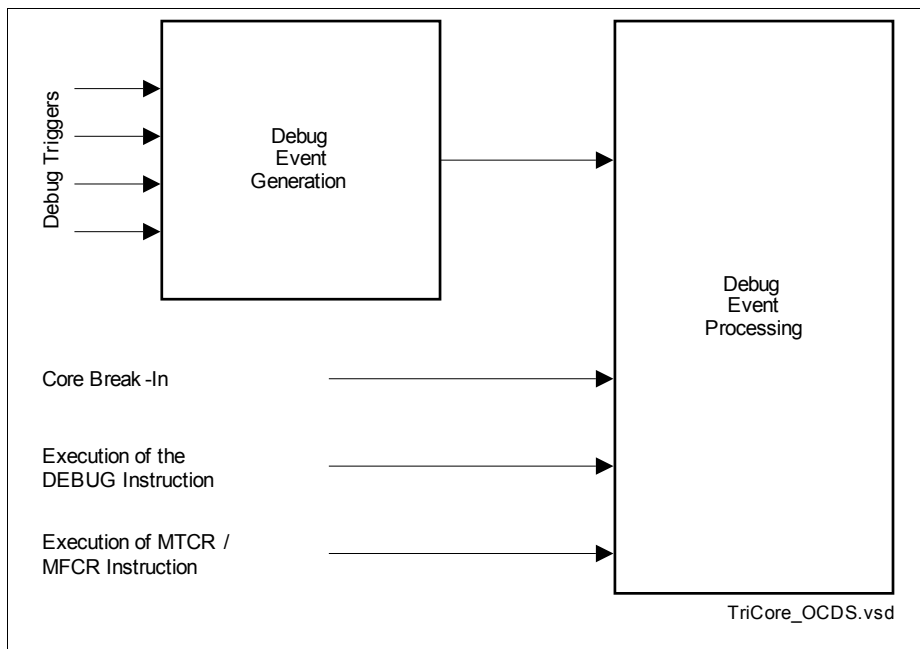 Debug Triggers
Debug
Event
Generation
Debug
Event
Processing
Core Break-In
Execution of the
DEBUG Instruction
Execution of MTCR /
MFCR Instruction
TriCore_OCDS.vsd